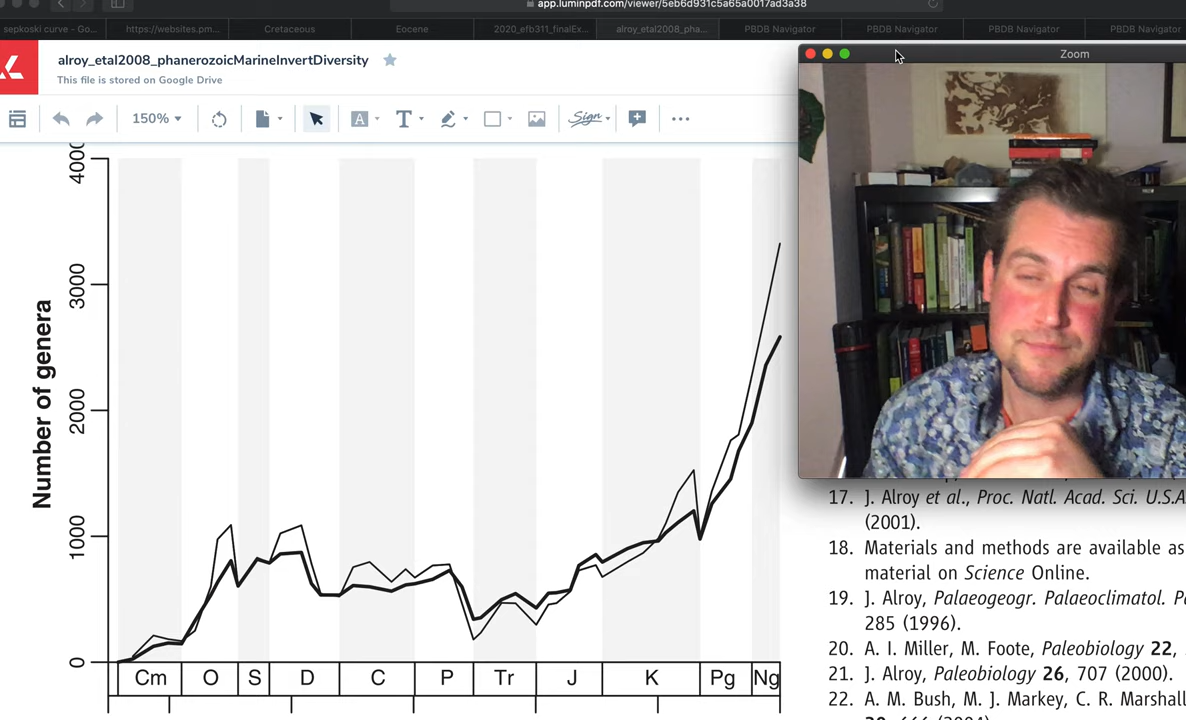 app.luminpdf.com/viewer/5eb6d931c5a65a0017ad3a38
sepkoski curve - Go...
https://websites.pm...
Cretaceous
Eocene
2020_efb311_finalEx...
alroy_etal2008_pha...
PBDB Navigator
PBDB Navigator
PBDB Navigator
PBDB Navigator
alroy_etal2008_phanerozoicMarineInvertDiversity
This file is stored on Google Drive
Zoom
150%
A
T
Sign
Number of genera
4000
3000
2000
1000
0
Cm O S D C P Tr J K Pg Ng
17. J. Alroy et al., Proc. Natl. Acad. Sci. U.S.A
(2001).
18. Materials and methods are available as
material on Science Online.
19. J. Alroy, Palaeogeogr. Palaeoclimatol. P
285 (1996).
20. A. I. Miller, M. Foote, Paleobiology 22,
21. J. Alroy, Paleobiology 26, 707 (2000).
22. A. M. Bush, M. J. Markey, C. R. Marshall